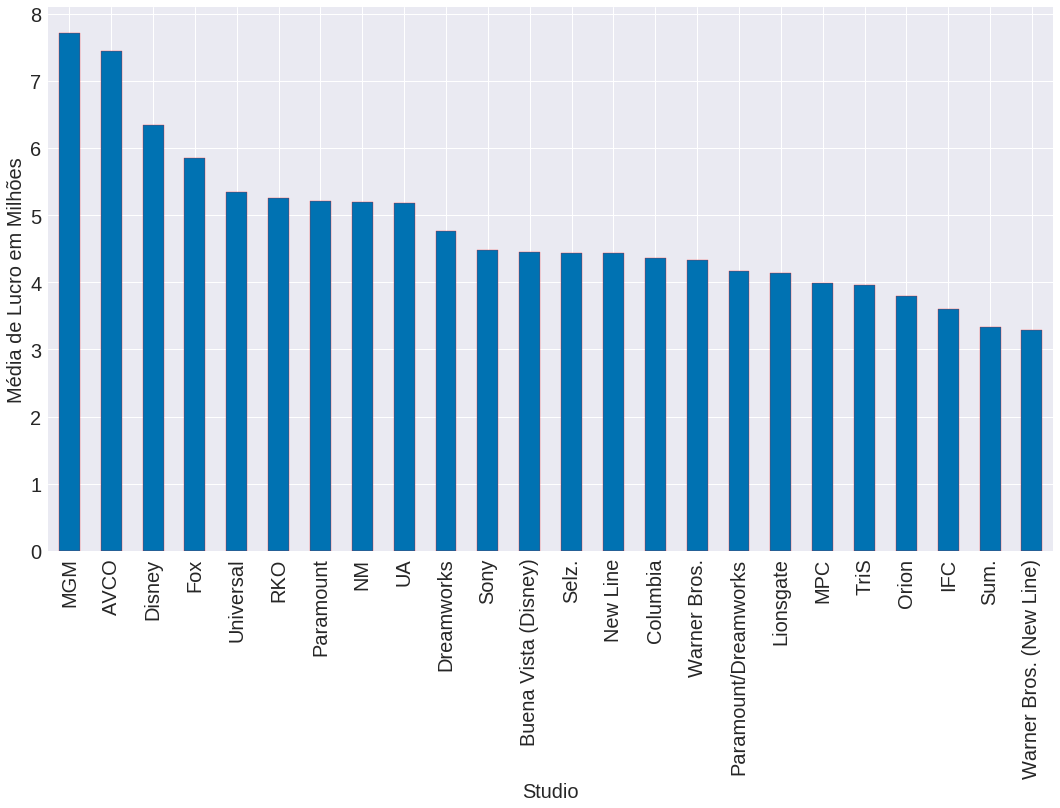 8
7
6
5
4
3
2
1
0
Média de Lucro em Milhões
MGM
AVCO
Disney
Fox
Universal
RKO
Paramount
NM
UA
Dreamworks
Sony
Buena Vista (Disney)
Selz.
New Line
Columbia
Warner Bros.
Paramount/Dreamworks
Lionsgate
MPC
TriS
Orion
IFC
Sum.
Warner Bros. (New Line)
Studio